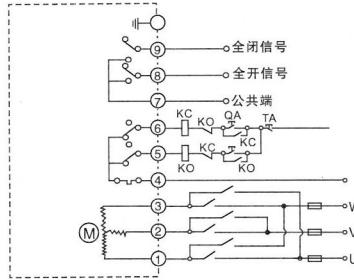 ⑨ 全闭信号
⑧ 全开信号
⑦ 公共端
KC KO QA TA
⑥
KC
KC KO
⑤
KO KO
④
③ W
M ② V
① U